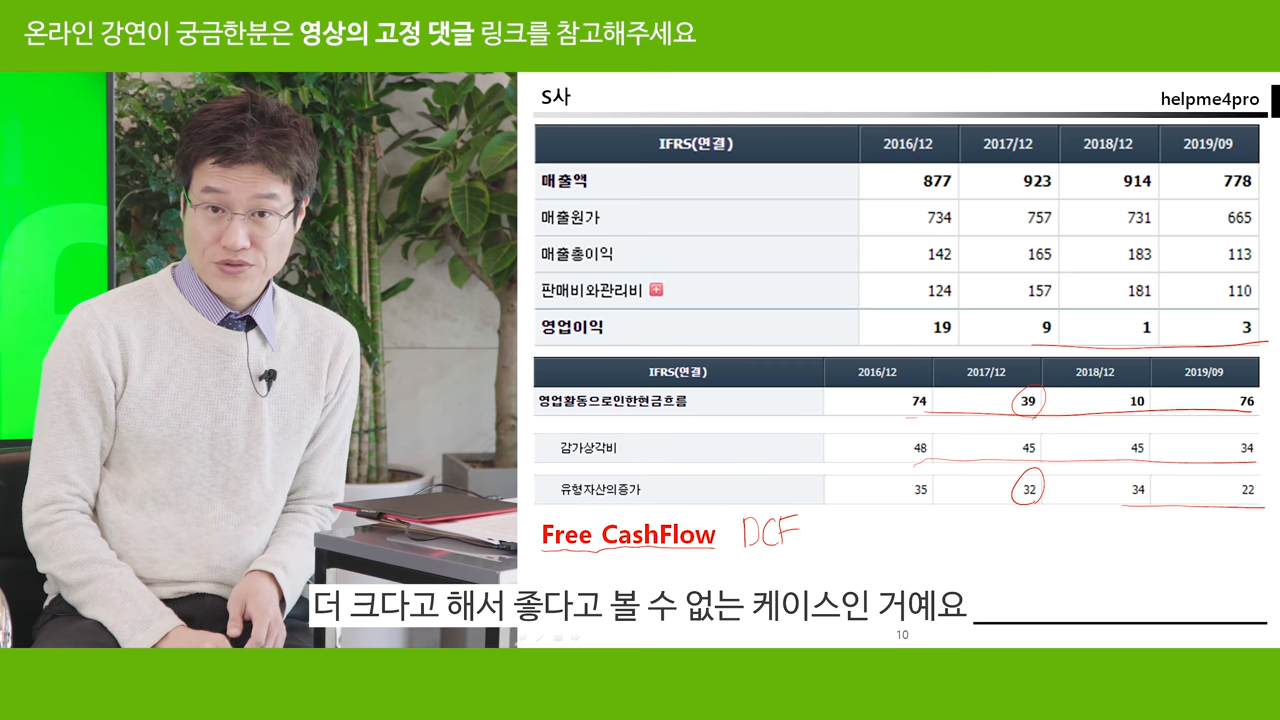 온라인 강연이 궁금한분은 영상의 고정 댓글 링크를 참고해주세요
S사
helpme4pro
IFRS(연결) 2016/12 2017/12 2018/12 2019/09
매출액 877 923 914 778
매출원가 734 757 731 665
매출총이익 142 165 183 113
판매비와관리비 124 157 181 110
영업이익 19 9 1 3
IFRS(연결) 2016/12 2017/12 2018/12 2019/09
영업활동으로인한현금흐름 74 39 10 76
감가상각비 48 45 45 34
유형자산의증가 35 32 34 22
Free CashFlow DCF
더 크다고 해서 좋다고 볼 수 없는 케이스인 거예요
10